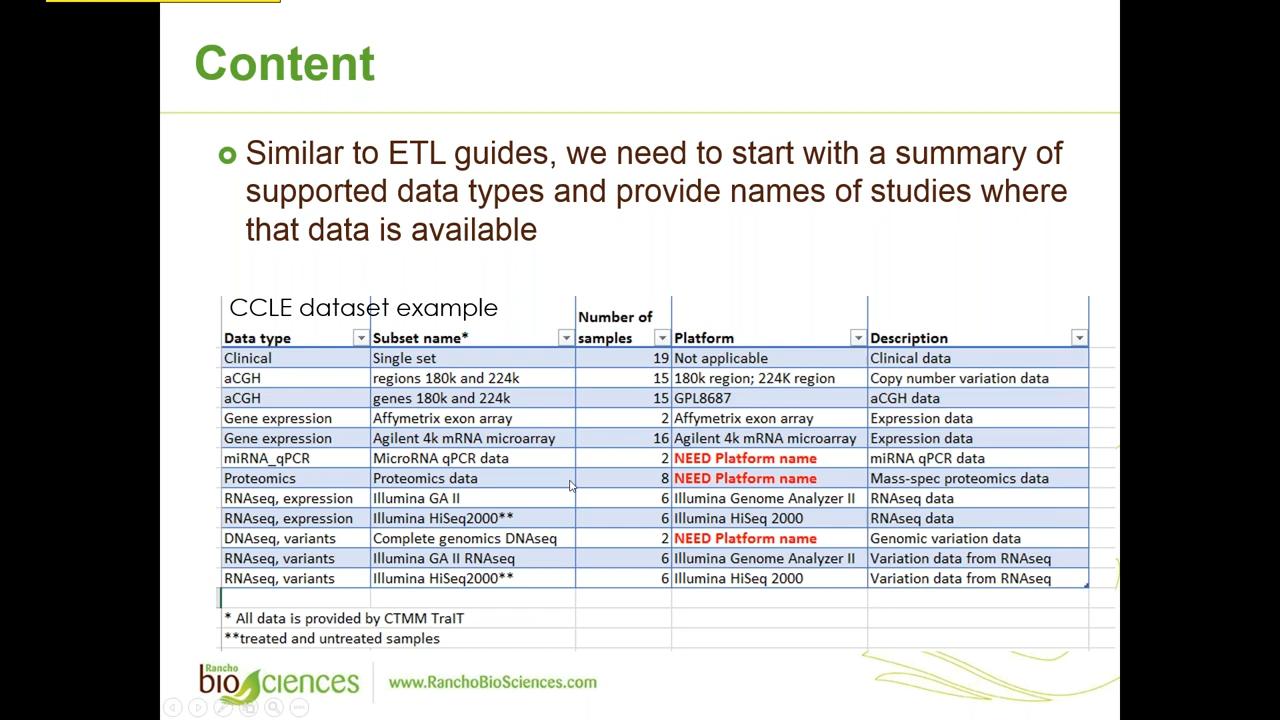 Content
Similar to ETL guides, we need to start with a summary of
supported data types and provide names of studies where
that data is available
CCLE dataset example
Data type Subset name* Number of samples Platform Description
Clinical Single set 19 Not applicable Clinical data
aCGH regions 180k and 224k 15 180k region; 224K region Copy number variation data
aCGH genes 180k and 224k 15 GPL8687 aCGH data
Gene expression Affymetrix exon array 2 Affymetrix exon array Expression data
Gene expression Agilent 4k mRNA microarray 16 Agilent 4k mRNA microarray Expression data
miRNA_qPCR MicroRNA qPCR data 2 NEED Platform name miRNA qPCR data
Proteomics Proteomics data 8 NEED Platform name Mass-spec proteomics data
RNAseq, expression Illumina GA II 6 Illumina Genome Analyzer II RNAseq data
RNAseq, expression Illumina HiSeq2000** 6 Illumina HiSeq 2000 RNAseq data
DNAseq, variants Complete genomics DNAseq 2 NEED Platform name Genomic variation data
RNAseq, variants Illumina GA II RNAseq 6 Illumina Genome Analyzer II Variation data from RNAseq
RNAseq, variants Illumina HiSeq2000** 6 Illumina HiSeq 2000 Variation data from RNAseq
* All data is provided by CTMM TraIT
**treated and untreated samples
Rancho
biosciences
www.RanchoBioSciences.com